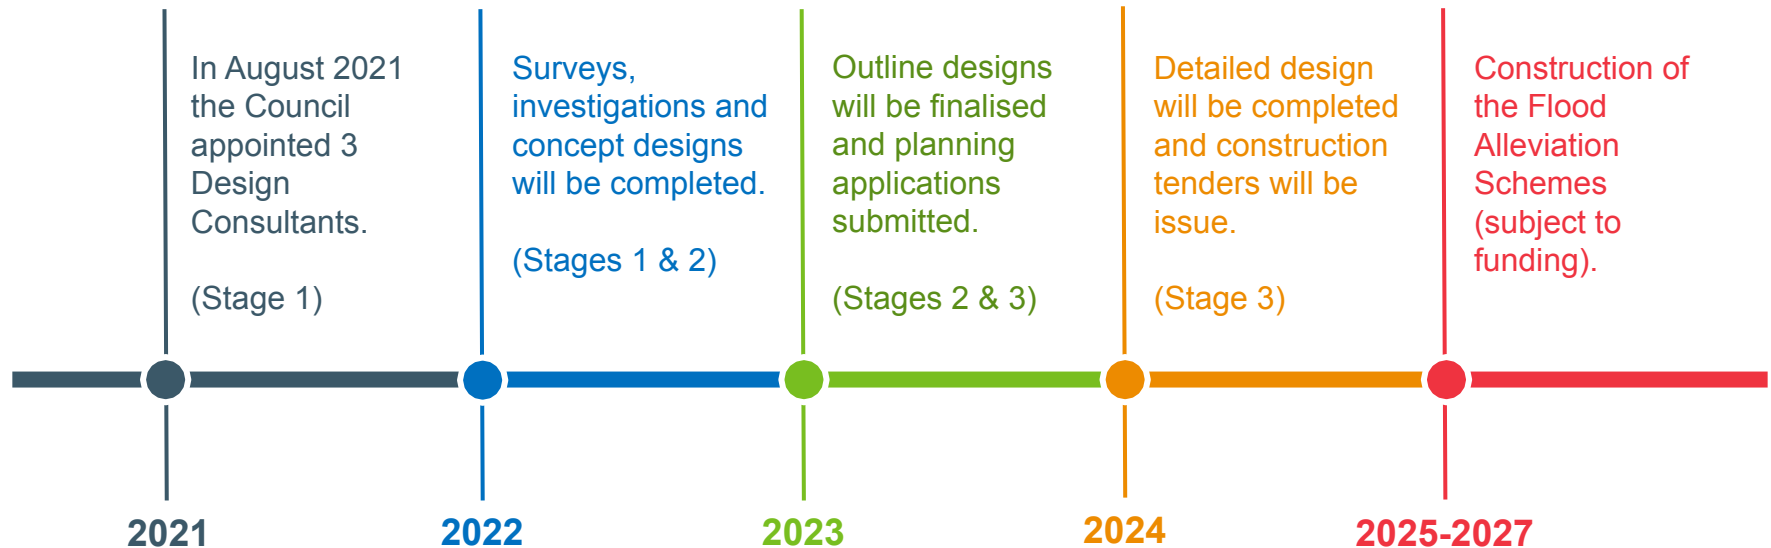 In August 2021
the Council
appointed 3
Design
Consultants.
(Stage 1)
Surveys,
investigations and
concept designs
will be completed.
(Stages 1 & 2)
Outline designs
will be finalised
and planning
applications
submitted.
(Stages 2 & 3)
Detailed design
will be completed
and construction
tenders will be
issue.
(Stage 3)
Construction of
the Flood
Alleviation
Schemes
(subject to
funding).
2021
2022
2023
2024
2025-2027